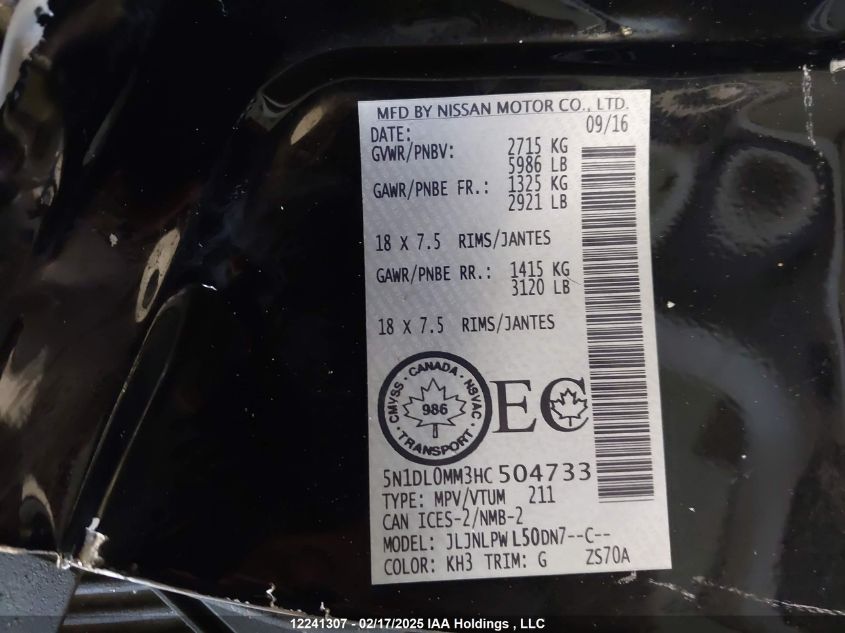 MFD BY NISSAN MOTOR CO., LTD.
DATE: 09/16
GVWR/PNBV: 2715 KG
5986 LB
GAWR/PNBE FR.: 1325 KG
2921 LB
18 X 7.5 RIMS/JANTES
GAWR/PNBE RR.: 1415 KG
3120 LB
18 X 7.5 RIMS/JANTES
CMVSS · CANADA · NSVAC · TRANSPORT ·
986
EC
5N1DL0MM3HC504733
TYPE: MPV/VTUM 211
CAN ICES-2/NMB-2
MODEL: JLJNLPW L50DN7--C--
COLOR: KH3 TRIM: G ZS70A
12241307 - 02/17/2025 IAA Holdings , LLC